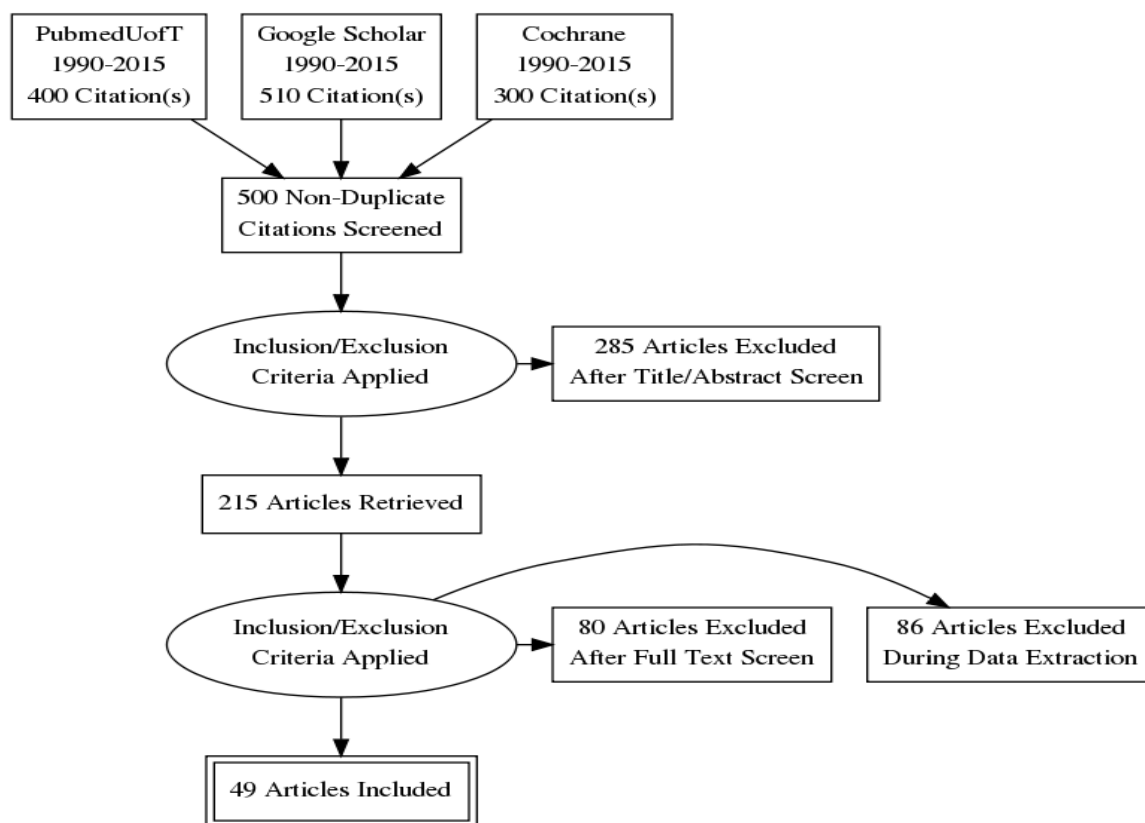 PubmedUofT
1990-2015
400 Citation(s)
Google Scholar
1990-2015
510 Citation(s)
Cochrane
1990-2015
300 Citation(s)
500 Non-Duplicate
Citations Screened
Inclusion/Exclusion
Criteria Applied
285 Articles Excluded
After Title/Abstract Screen
215 Articles Retrieved
Inclusion/Exclusion
Criteria Applied
80 Articles Excluded
After Full Text Screen
86 Articles Excluded
During Data Extraction
49 Articles Included